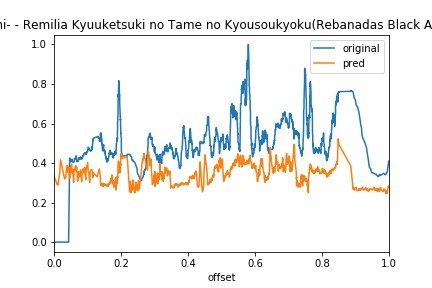 ni- - Remilia Kyuuketsuki no Tame no Kyousoukyoku(Rebanadas Black A
original
pred
1.0
0.8
0.6
0.4
0.2
0.0
0.0 0.2 0.4 0.6 0.8 1.0
offset